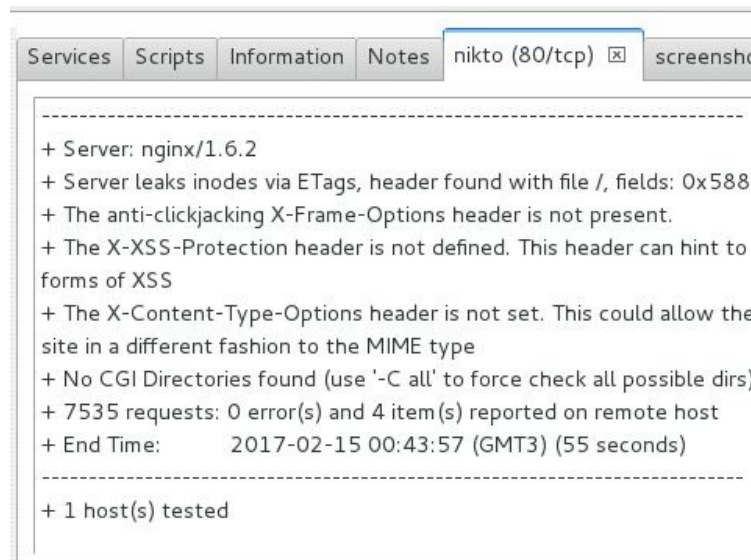 Services Scripts Information Notes nikto (80/tcp) screensho
---------------------------------------------------------------------------
+ Server: nginx/1.6.2
+ Server leaks inodes via ETags, header found with file /, fields: 0x588
+ The anti-clickjacking X-Frame-Options header is not present.
+ The X-XSS-Protection header is not defined. This header can hint to
forms of XSS
+ The X-Content-Type-Options header is not set. This could allow the
site in a different fashion to the MIME type
+ No CGI Directories found (use '-C all' to force check all possible dirs)
+ 7535 requests: 0 error(s) and 4 item(s) reported on remote host
+ End Time: 2017-02-15 00:43:57 (GMT3) (55 seconds)
---------------------------------------------------------------------------
+ 1 host(s) tested